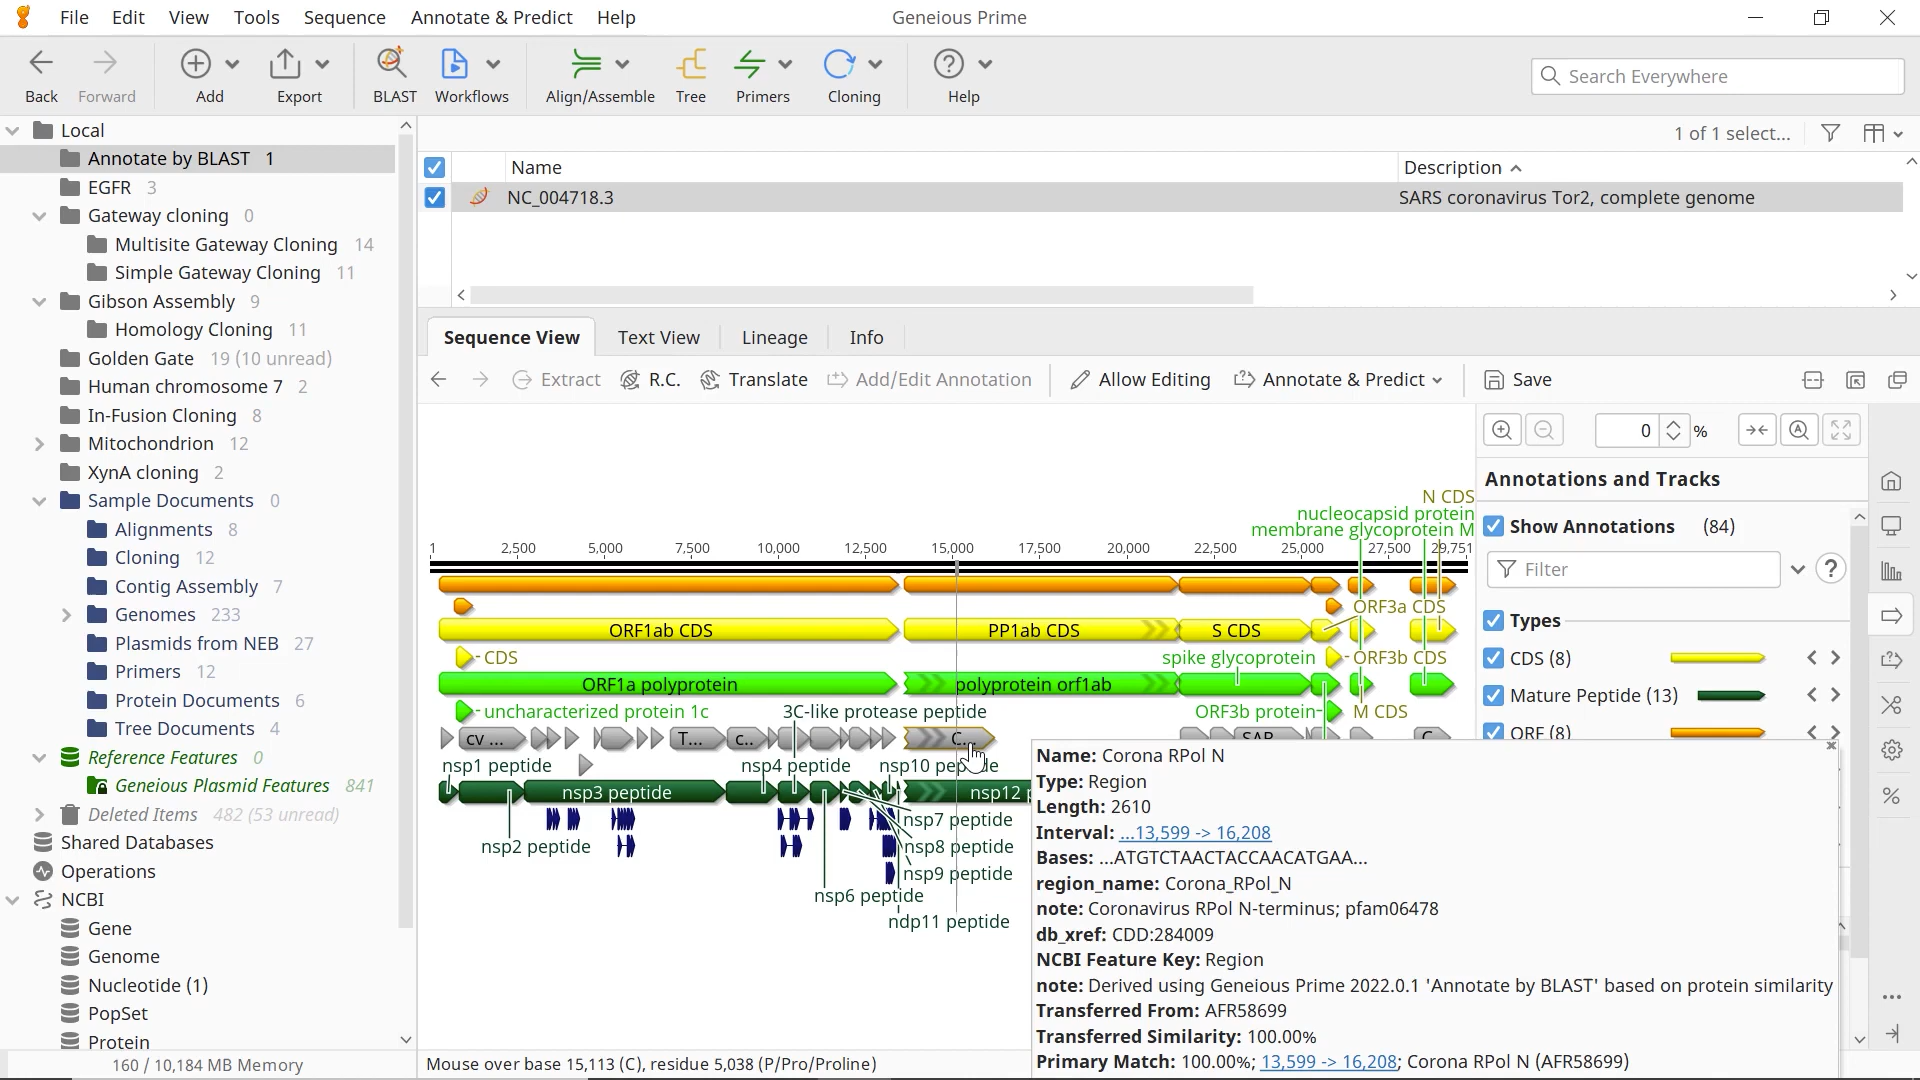 File Edit View Tools Sequence Annotate & Predict Help Geneious Prime
Back Forward Add Export BLAST Workflows Align/Assemble Tree Primers Cloning Help Search Everywhere
Local
Annotate by BLAST 1
EGFR 3
Gateway cloning 0
Multisite Gateway Cloning 14
Simple Gateway Cloning 11
Gibson Assembly 9
Homology Cloning 11
Golden Gate 19 (10 unread)
Human chromosome 7 2
In-Fusion Cloning 8
Mitochondrion 12
XynA cloning 2
Sample Documents 0
Alignments 8
Cloning 12
Contig Assembly 7
Genomes 233
Plasmids from NEB 27
Primers 12
Protein Documents 6
Tree Documents 4
Reference Features 0
Geneious Plasmid Features 841
Deleted Items 482 (53 unread)
Shared Databases
Operations
NCBI
Gene
Genome
Nucleotide (1)
PopSet
Protein
160 / 10,184 MB Memory
1 of 1 select...
Name Description
NC_004718.3 SARS coronavirus Tor2, complete genome
Sequence View Text View Lineage Info
Extract R.C. Translate Add/Edit Annotation Allow Editing Annotate & Predict Save
0 %
Annotations and Tracks
Show Annotations (84)
Filter ?
Types
CDS (8)
Mature Peptide (13)
ORF (8)
N CDS
nucleocapsid protein
membrane glycoprotein M
1 2,500 5,000 7,500 10,000 12,500 15,000 17,500 20,000 22,500 25,000 27,500 29,751
ORF3a CDS
ORF1ab CDS PP1ab CDS S CDS
CDS spike glycoprotein ORF3b CDS
ORF1a polyprotein polyprotein orf1ab
uncharacterized protein 1c 3C-like protease peptide ORF3b protein M CDS
cv ... T... c.. C... SAR C
nsp1 peptide nsp4 peptide nsp10 peptide
nsp3 peptide nsp12 p
nsp7 peptide
nsp2 peptide nsp8 peptide
nsp9 peptide
nsp6 peptide
ndp11 peptide
Name: Corona RPol N
Type: Region
Length: 2610
Interval: ...13,599 -> 16,208
Bases: ...ATGTCTAACTACCAACATGAA...
region_name: Corona_RPol_N
note: Coronavirus RPol N-terminus; pfam06478
db_xref: CDD:284009
NCBI Feature Key: Region
note: Derived using Geneious Prime 2022.0.1 'Annotate by BLAST' based on protein similarity
Transferred From: AFR58699
Transferred Similarity: 100.00%
Primary Match: 100.00%; 13,599 -> 16,208; Corona RPol N (AFR58699)
Mouse over base 15,113 (C), residue 5,038 (P/Pro/Proline)